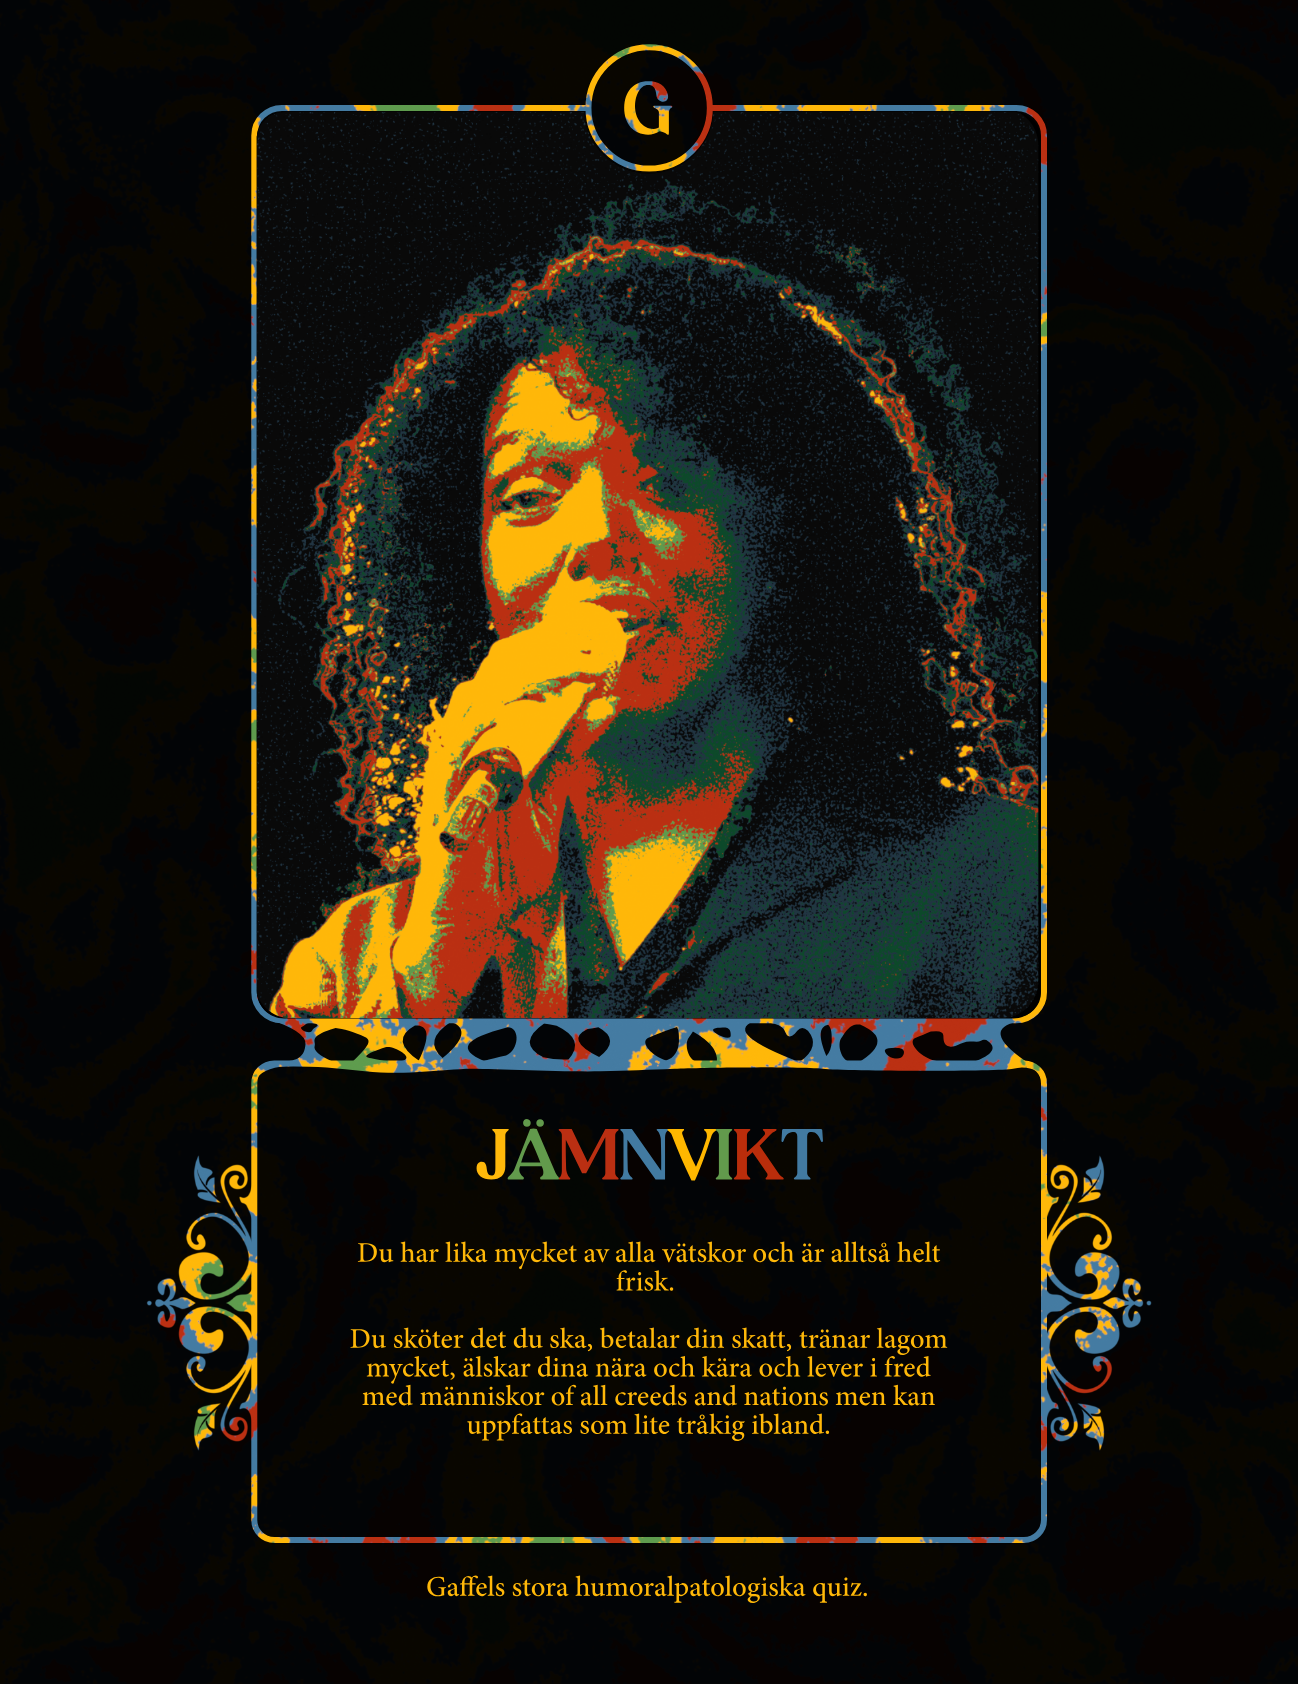 G
JÄMNVIKT
Du har lika mycket av alla vätskor och är alltså helt
frisk.
Du sköter det du ska, betalar din skatt, tränar lagom
mycket, älskar dina nära och kära och lever i fred
med människor of all creeds and nations men kan
uppfattas som lite tråkig ibland.
Gaffels stora humoralpatologiska quiz.